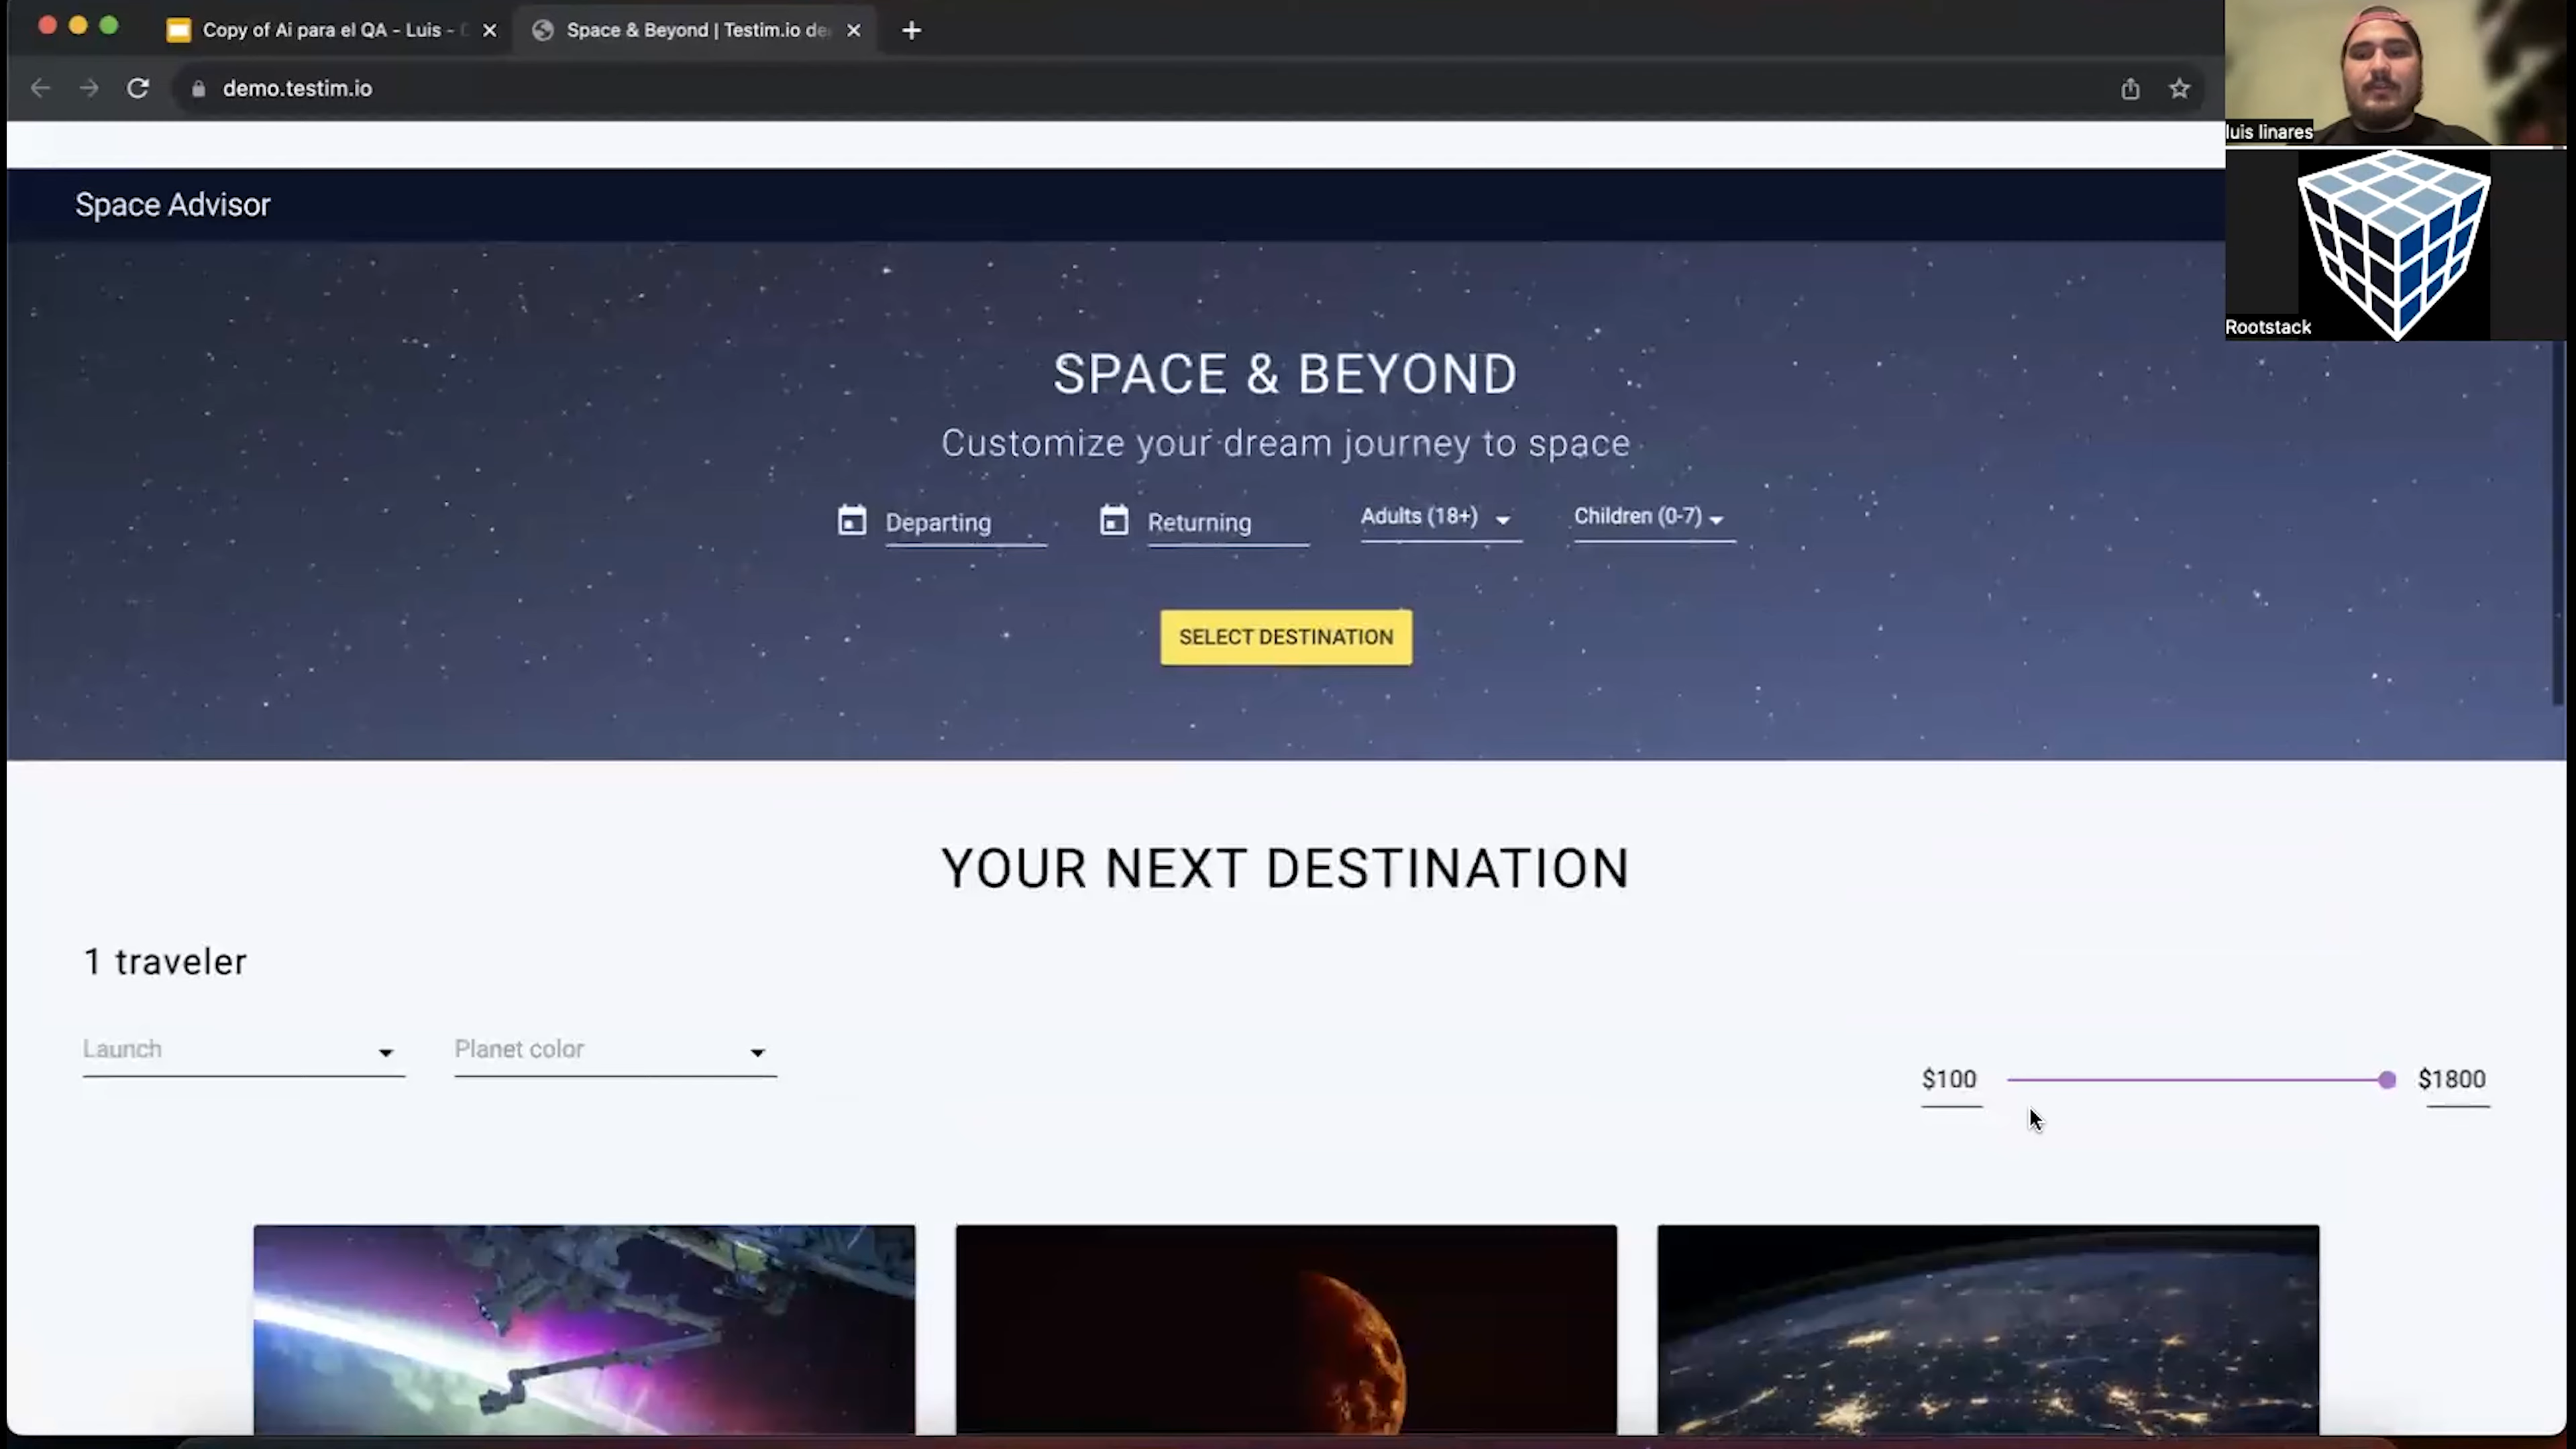 Copy of Ai para el QA - Luis -
Space & Beyond | Testim.io de
demo.testim.io
luis linares
Rootstack
Space Advisor
SPACE & BEYOND
Customize your dream journey to space
Departing
Returning
Adults (18+)
Children (0-7)
SELECT DESTINATION
YOUR NEXT DESTINATION
1 traveler
Launch
Planet color
$100
$1800